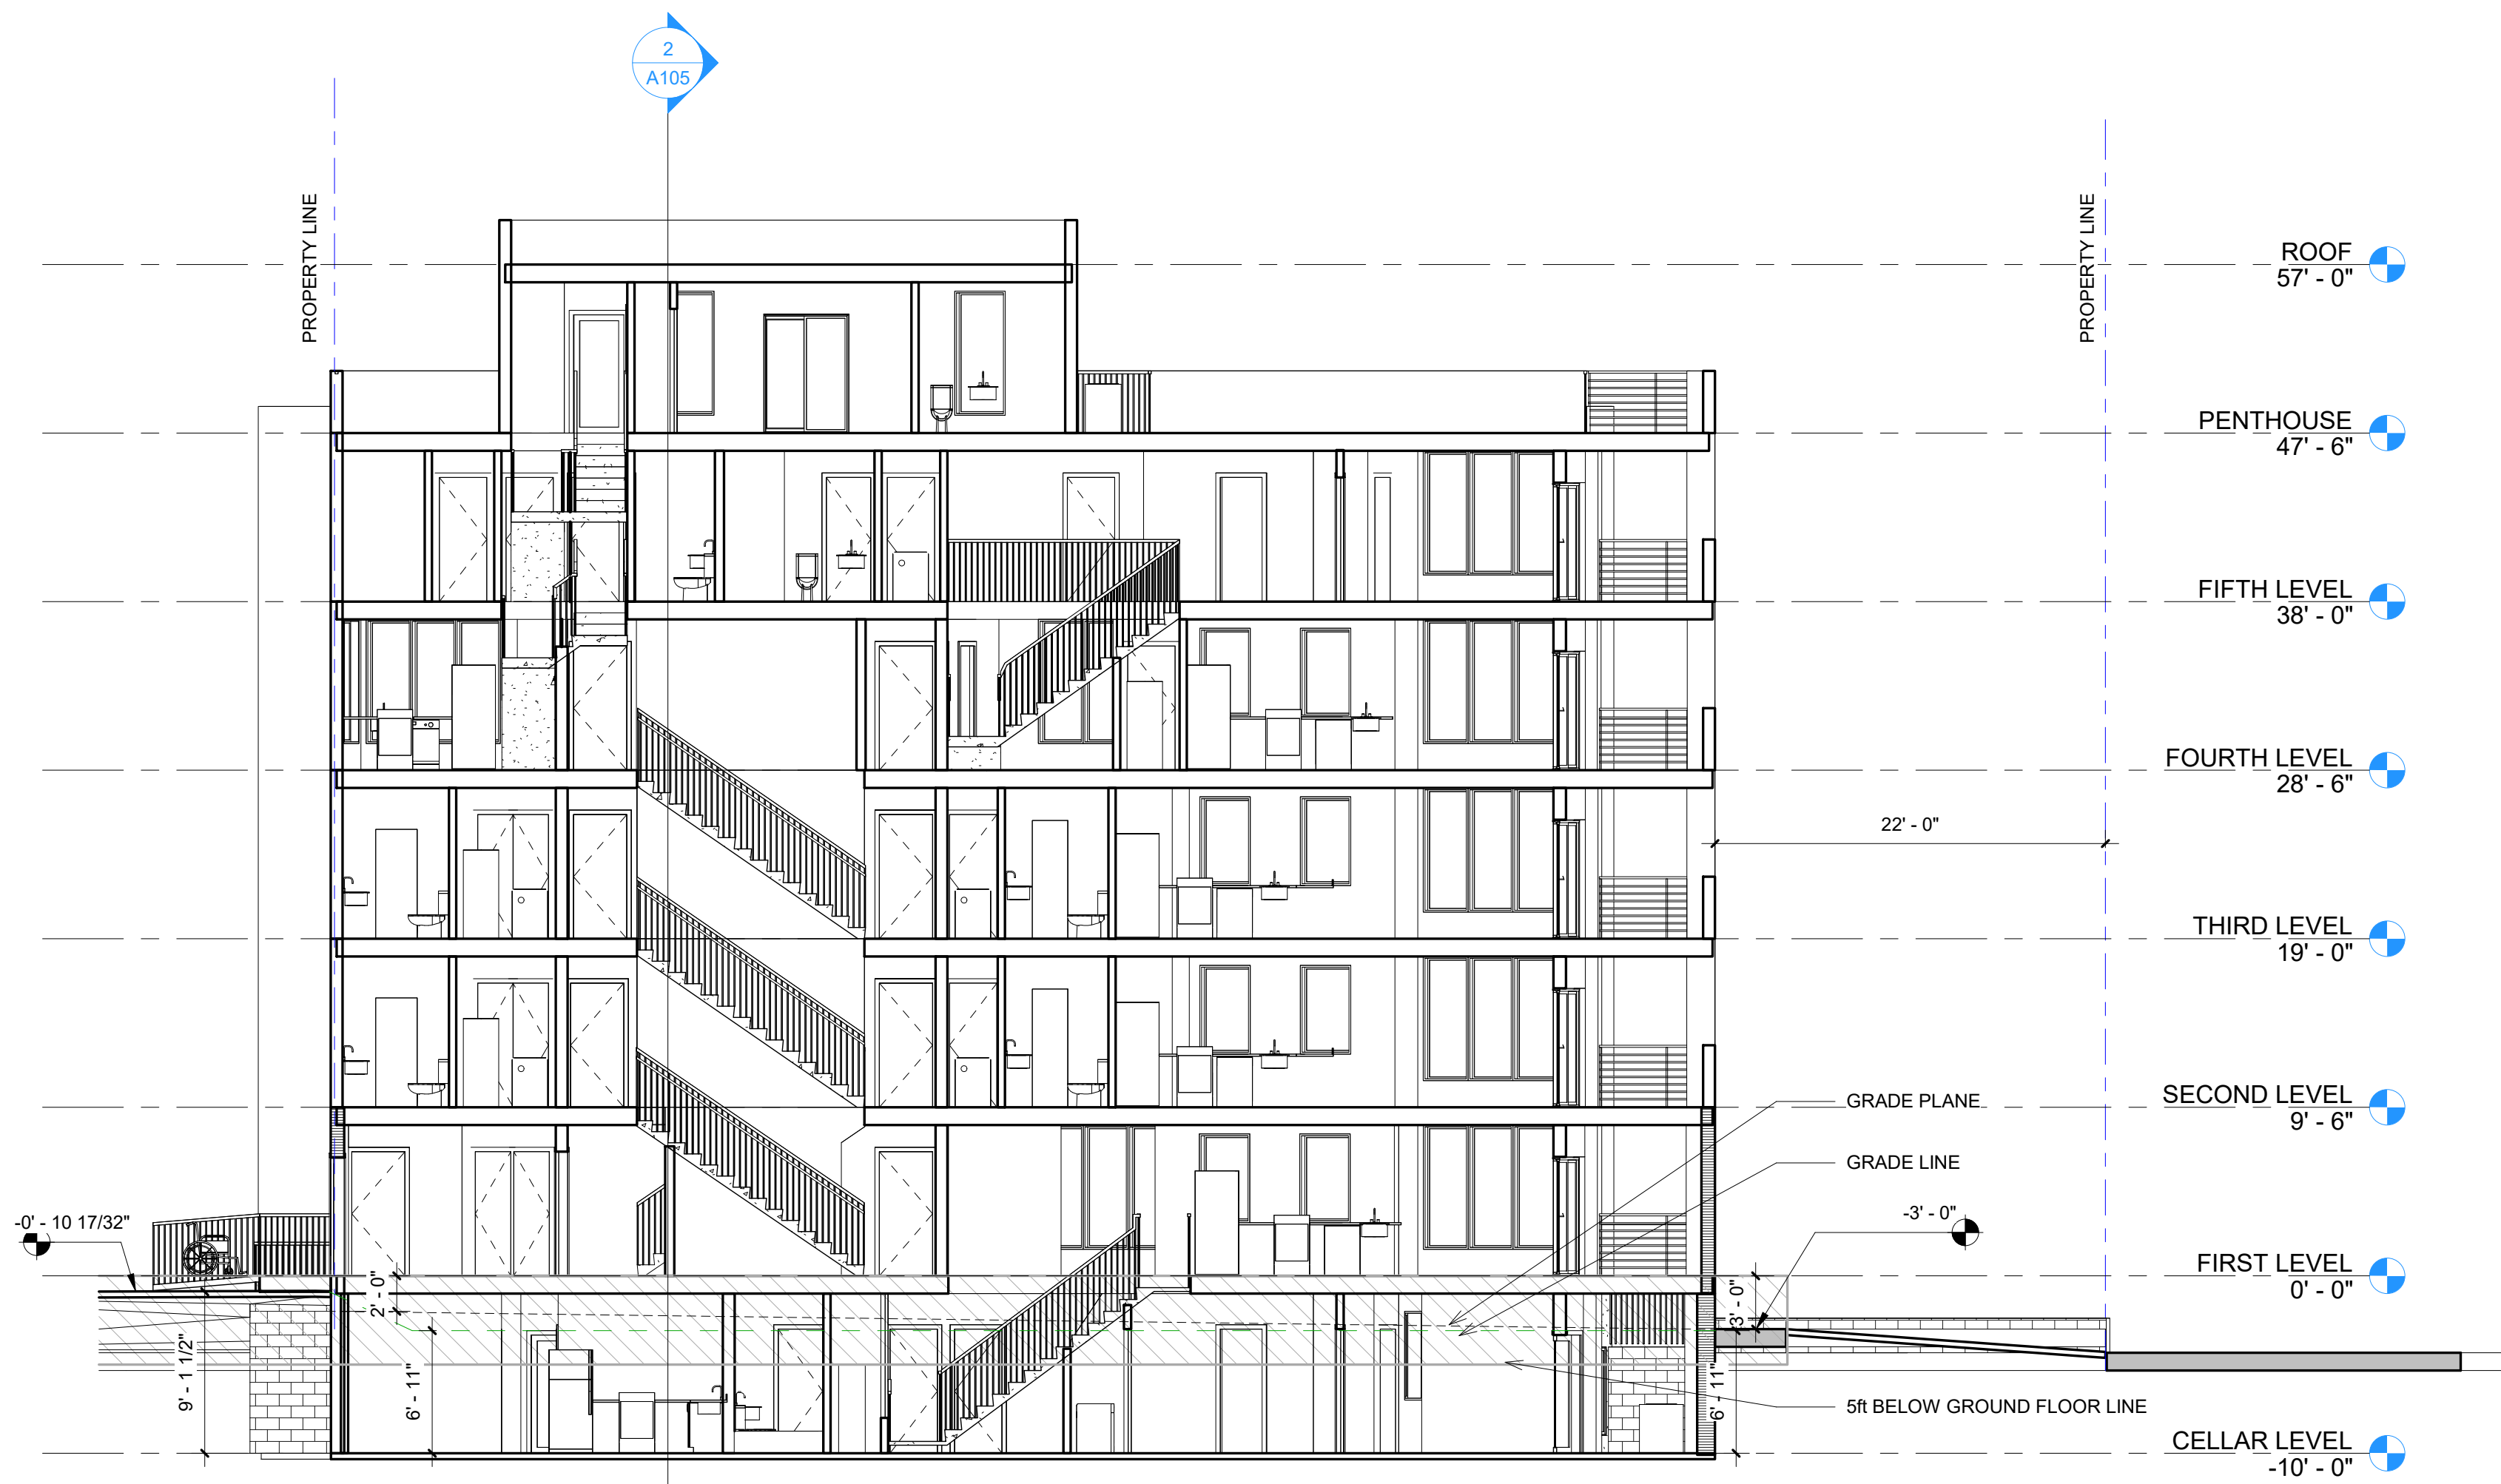 2
A105
PROPERTY LINE
PROPERTY LINE
ROOF
57' - 0"
PENTHOUSE
47' - 6"
FIFTH LEVEL
38' - 0"
FOURTH LEVEL
28' - 6"
22' - 0"
THIRD LEVEL
19' - 0"
SECOND LEVEL
9' - 6"
GRADE PLANE
GRADE LINE
-0' - 10 17/32"
-3' - 0"
FIRST LEVEL
0' - 0"
2' - 0"
3' - 0"
9' - 1 1/2"
6' - 11"
6' - 11"
5ft BELOW GROUND FLOOR LINE
CELLAR LEVEL
-10' - 0"